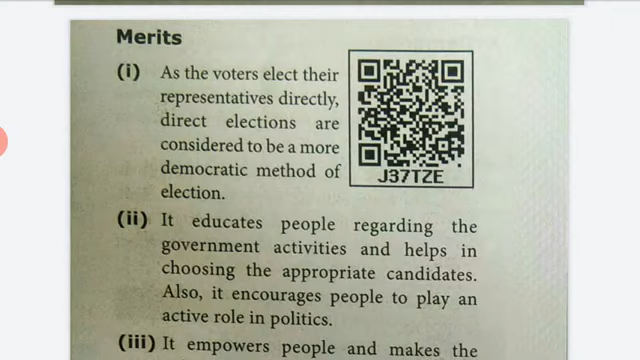 Merits
(i) As the voters elect their
representatives directly,
direct elections are
considered to be a more
democratic method of
election.
J37TZE
(ii) It educates people regarding the
government activities and helps in
choosing the appropriate candidates.
Also, it encourages people to play an
active role in politics.
(iii) It empowers people and makes the